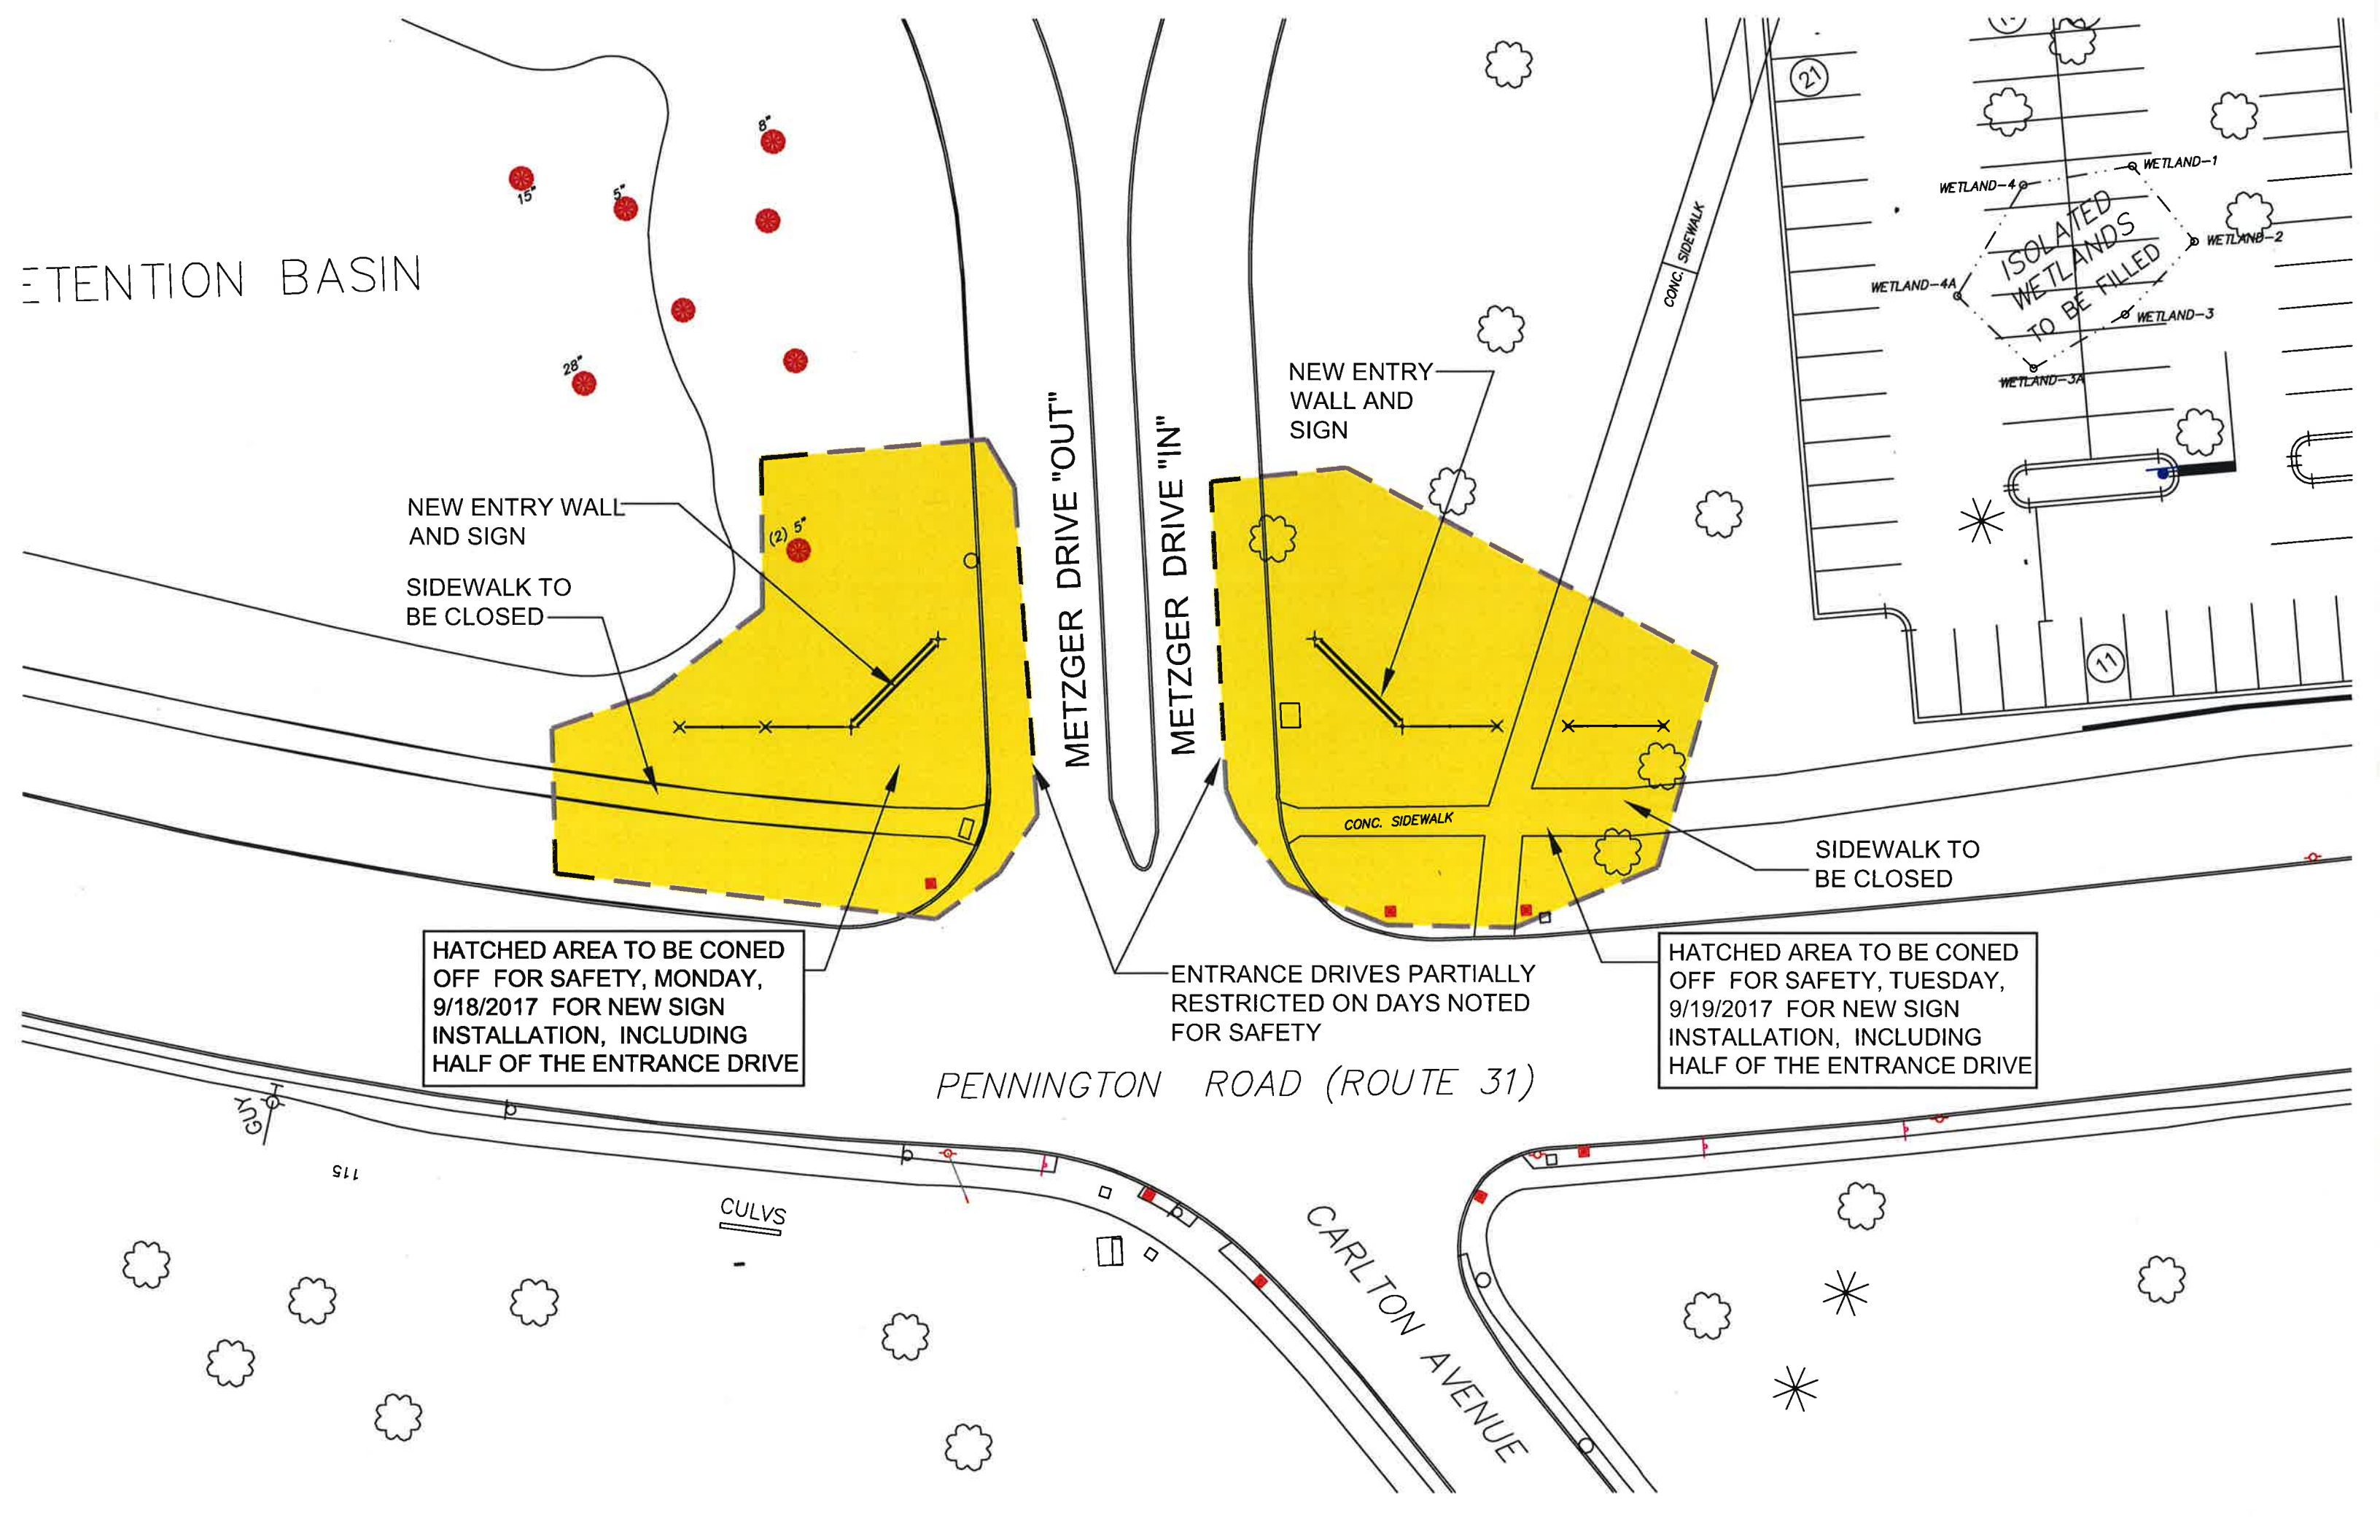 21
8"
15"
5"
WETLAND-1
WETLAND-4
ISOLATED
WETLANDS
TO BE FILLED
WETLAND-2
CONC. SIDEWALK
ETENTION BASIN
WETLAND-4A
WETLAND-3
28"
WETLAND-3A
NEW ENTRY
WALL AND
SIGN
METZGER DRIVE "OUT"
METZGER DRIVE "IN"
NEW ENTRY WALL
AND SIGN
(2) 5"
SIDEWALK TO
BE CLOSED
11
CONC. SIDEWALK
SIDEWALK TO
BE CLOSED
HATCHED AREA TO BE CONED
OFF FOR SAFETY, MONDAY,
9/18/2017 FOR NEW SIGN
INSTALLATION, INCLUDING
HALF OF THE ENTRANCE DRIVE
ENTRANCE DRIVES PARTIALLY
RESTRICTED ON DAYS NOTED
FOR SAFETY
HATCHED AREA TO BE CONED
OFF FOR SAFETY, TUESDAY,
9/19/2017 FOR NEW SIGN
INSTALLATION, INCLUDING
HALF OF THE ENTRANCE DRIVE
PENNINGTON ROAD (ROUTE 31)
GUY
115
CULVS
CARLTON AVENUE